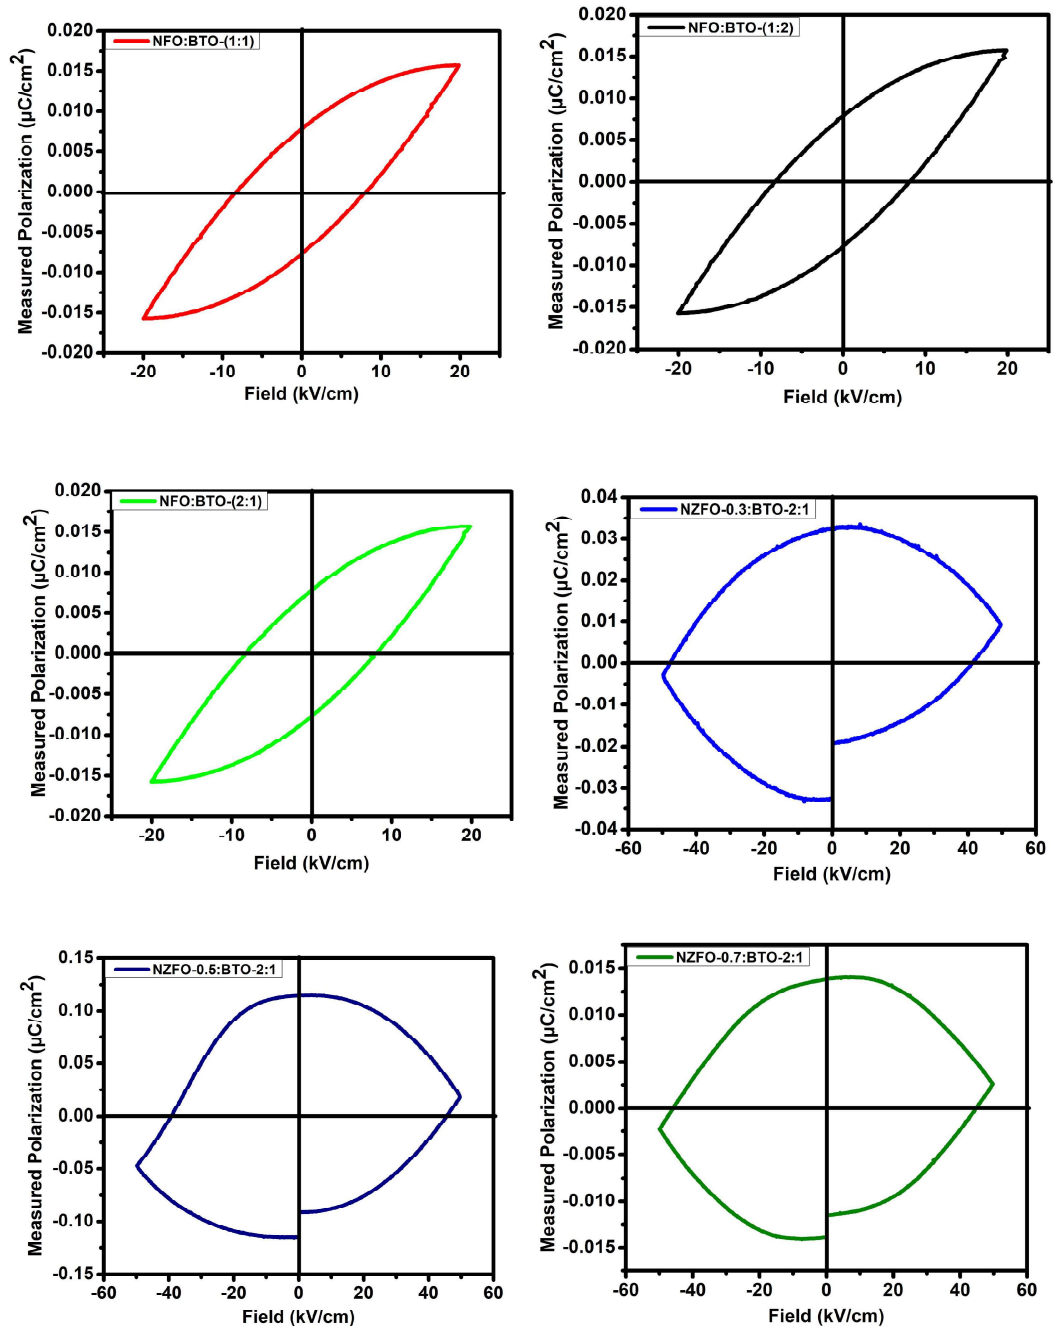 NFO:BTO-(1:1)
Measured Polarization (µC/cm2)
0.020
0.015
0.010
0.005
0.000
-0.005
-0.010
-0.015
-0.020
-20 -10 0 10 20
Field (kV/cm)
NFO:BTO-(1:2)
Measured Polarization (µC/cm2)
0.020
0.015
0.010
0.005
0.000
-0.005
-0.010
-0.015
-0.020
-20 -10 0 10 20
Field (kV/cm)
NFO:BTO-(2:1)
Measured Polarization (µC/cm2)
0.020
0.015
0.010
0.005
0.000
-0.005
-0.010
-0.015
-0.020
-20 -10 0 10 20
Field (kV/cm)
NZFO-0.3:BTO-2:1
Measured Polarization (µC/cm2)
0.04
0.03
0.02
0.01
0.00
-0.01
-0.02
-0.03
-0.04
-60 -40 -20 0 20 40 60
Field (kV/cm)
NZFO-0.5:BTO-2:1
Measured Polarization (µC/cm2)
0.15
0.10
0.05
0.00
-0.05
-0.10
-0.15
-60 -40 -20 0 20 40 60
Field (kV/cm)
NZFO-0.7:BTO-2:1
Measured Polarization (µC/cm2)
0.015
0.010
0.005
0.000
-0.005
-0.010
-0.015
-60 -40 -20 0 20 40 60
Field (kV/cm)